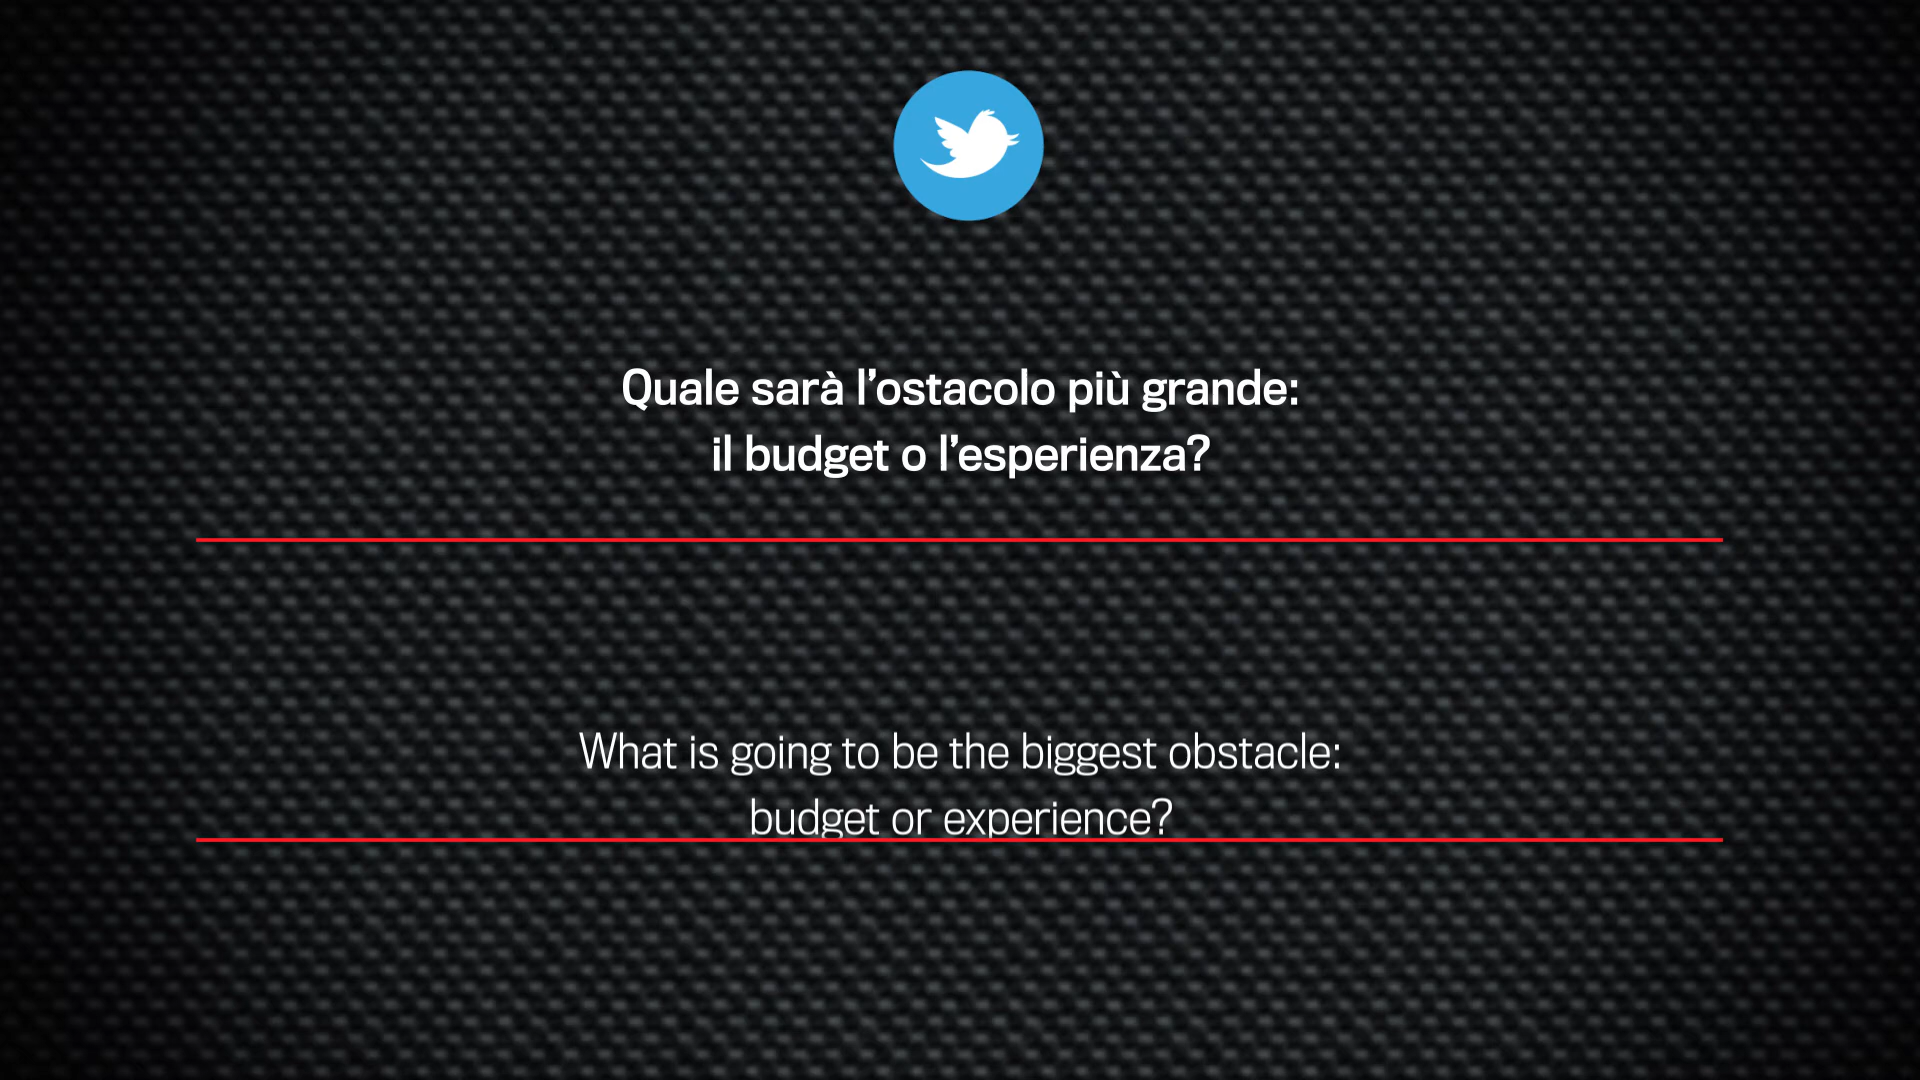 Quale sarà l’ostacolo più grande:
il budget o l’esperienza?
What is going to be the biggest obstacle:
budget or experience?